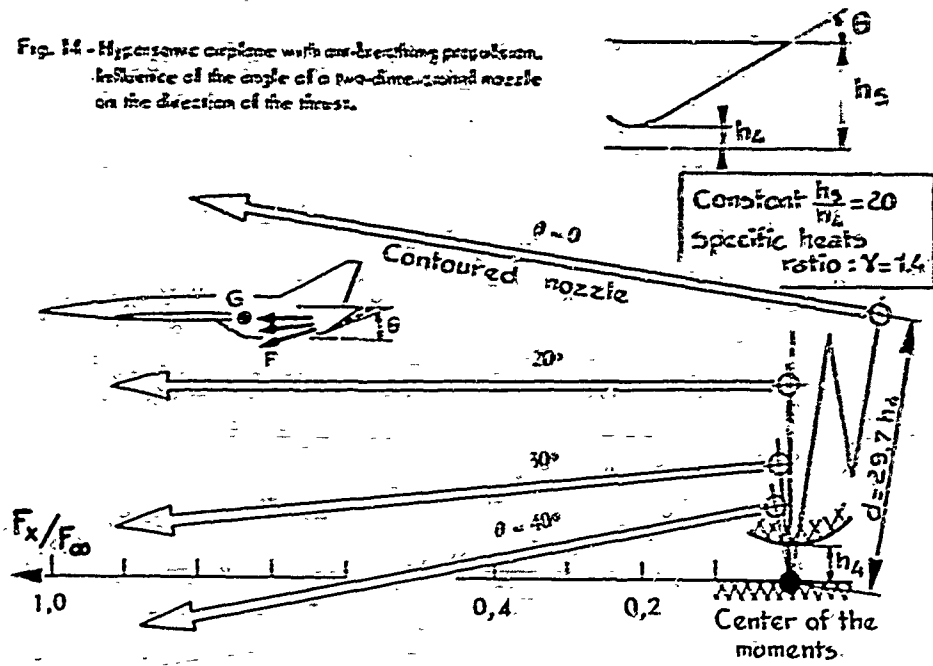 Fig. 14 - Hypersonic airplane with air-breathing propulsion.
Influence of the angle of a two-dimensional nozzle
on the direction of the thrust.
θ
h5
h4
Constant h5/h4 = 20
Specific heats
ratio : γ = 1.4
θ = 0
Contoured nozzle
G
θ
F
20°
30°
θ = 40°
d = 29,7 h4
Fx/F∞
h4
1,0
0,4
0,2
Center of the
moments.